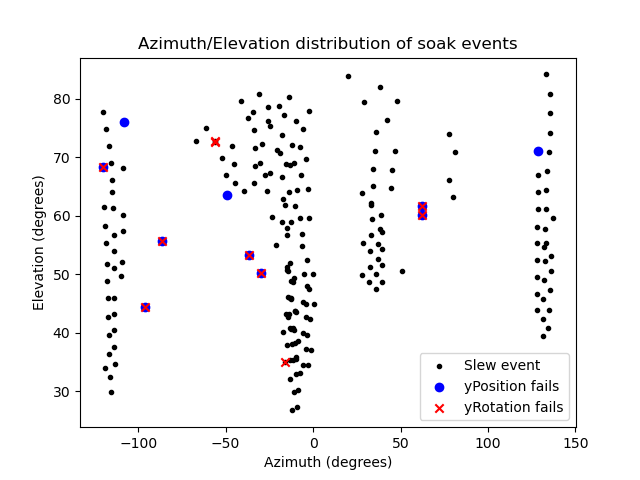 Azimuth/Elevation distribution of soak events
Elevation (degrees)
80
70
60
50
40
30
Slew event
yPosition fails
yRotation fails
−100
−50
0
50
100
150
Azimuth (degrees)